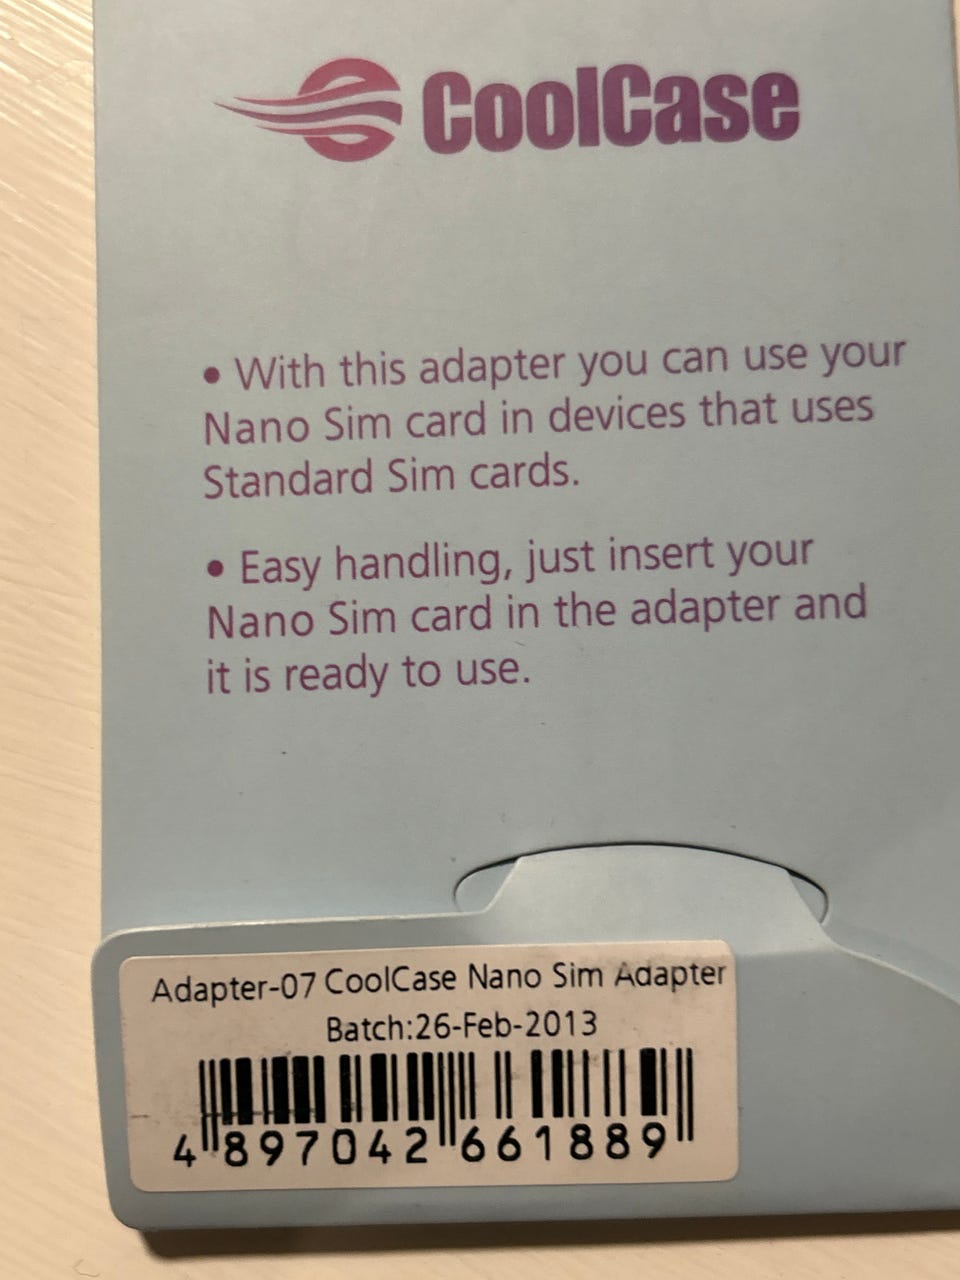 CoolCase
• With this adapter you can use your
Nano Sim card in devices that uses
Standard Sim cards.
• Easy handling, just insert your
Nano Sim card in the adapter and
it is ready to use.
Adapter-07 CoolCase Nano Sim Adapter
Batch:26-Feb-2013
4 897042 661889